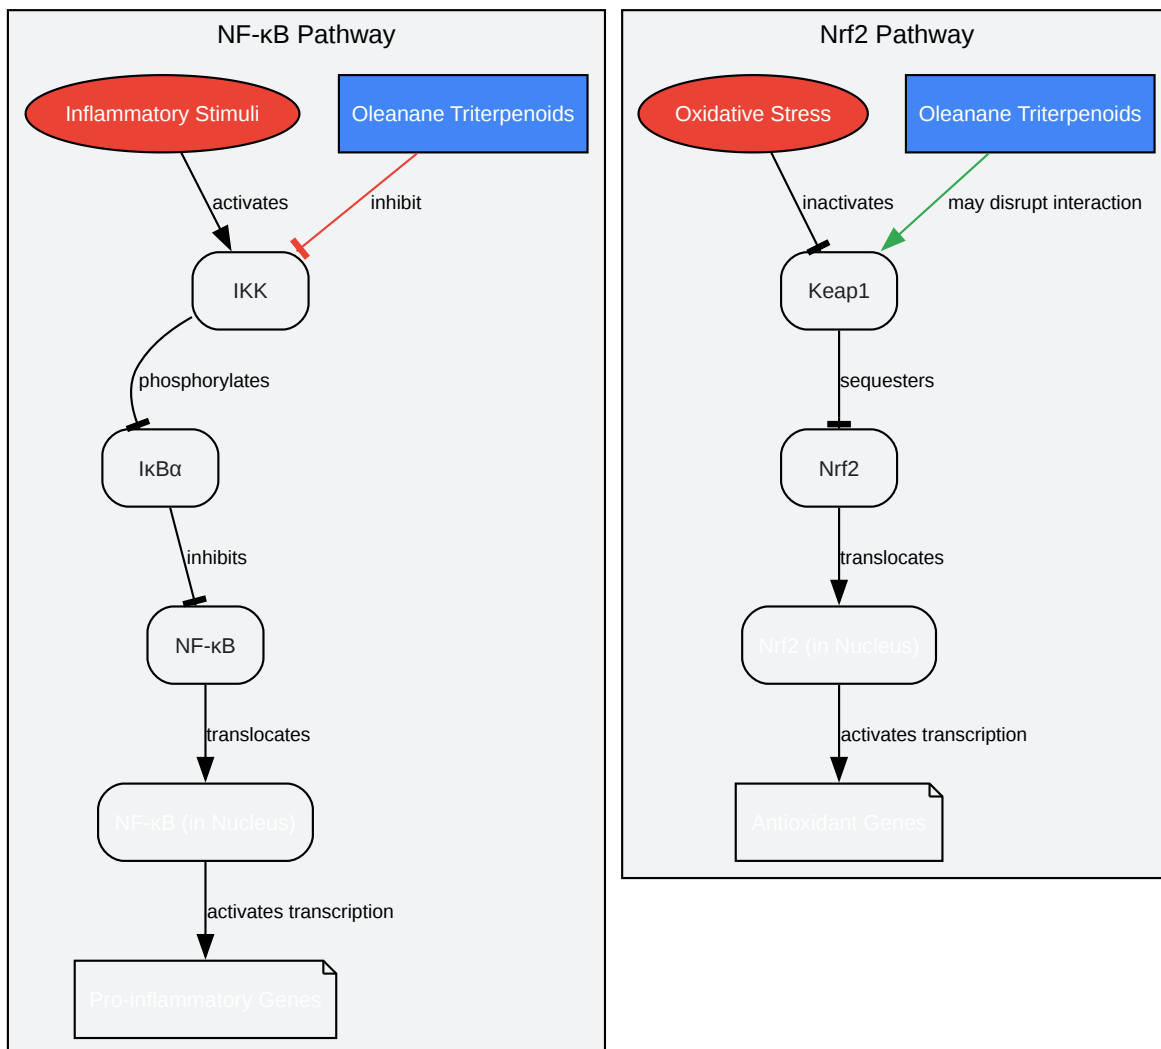 NF-κB Pathway
Inflammatory Stimuli
Oleanane Triterpenoids
activates
inhibit
IKK
phosphorylates
IκBα
inhibits
NF-κB
translocates
NF-κB (in Nucleus)
activates transcription
Pro-inflammatory Genes
Nrf2 Pathway
Oxidative Stress
Oleanane Triterpenoids
inactivates
may disrupt interaction
Keap1
sequesters
Nrf2
translocates
Nrf2 (in Nucleus)
activates transcription
Antioxidant Genes